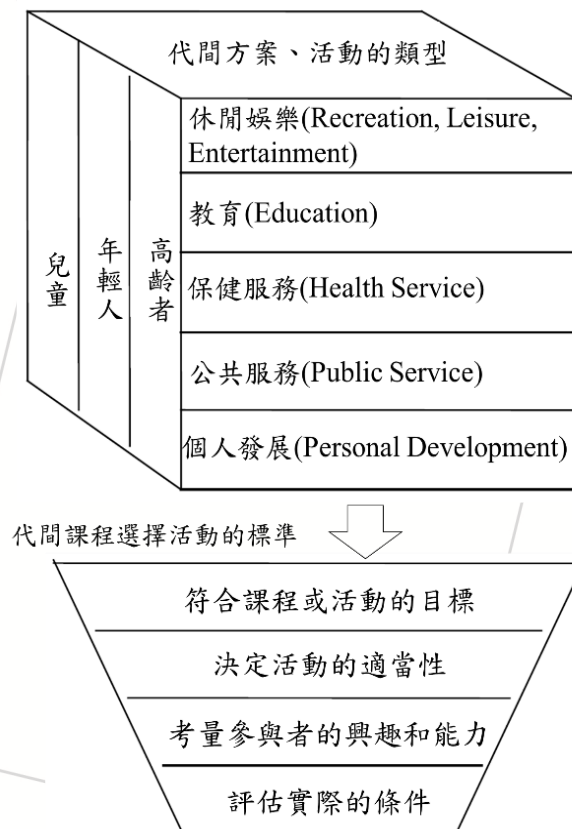 代間方案、活動的類型
兒童
年輕人
高齡者
休閒娛樂(Recreation, Leisure,
Entertainment)
教育(Education)
保健服務(Health Service)
公共服務(Public Service)
個人發展(Personal Development)
代間課程選擇活動的標準
符合課程或活動的目標
決定活動的適當性
考量參與者的興趣和能力
評估實際的條件